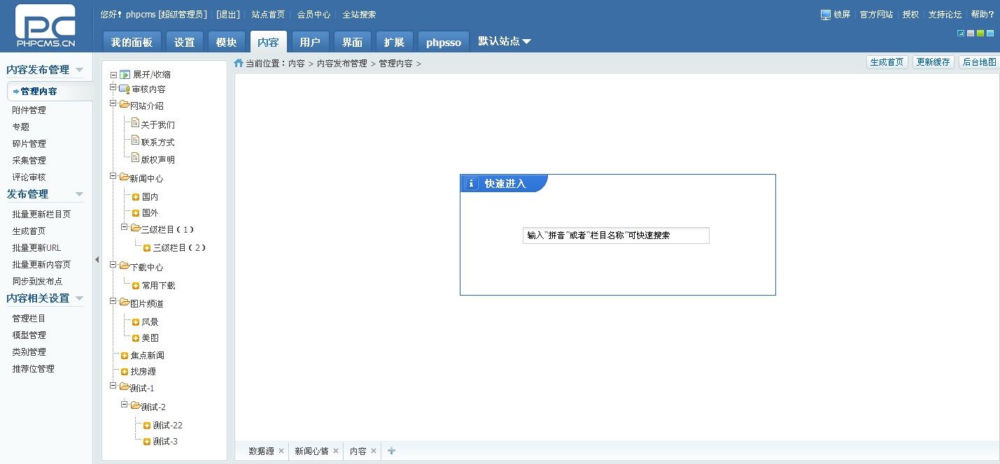 PHPCMS.CN
您好! phpcms [超级管理员] [退出] 站点首页 会员中心 全站搜索
锁屏 官方网站 授权 支持论坛 帮助?
我的面板 设置 模块 内容 用户 界面 扩展 phpsso 默认站点
当前位置：内容 > 内容发布管理 > 管理内容 >
生成首页 更新缓存 后台地图
内容发布管理
管理内容
附件管理
专题
碎片管理
采集管理
评论审核
发布管理
批量更新栏目页
生成首页
批量更新URL
批量更新内容页
同步到发布点
内容相关设置
管理栏目
模型管理
类别管理
推荐位管理
展开/收缩
审核内容
网站介绍
关于我们
联系方式
版权声明
新闻中心
国内
国外
三级栏目（1）
三级栏目（2）
下载中心
常用下载
图片频道
风景
美图
焦点新闻
找房源
测试-1
测试-2
测试-22
测试-3
快速进入
输入“拼音”或者“栏目名称”可快速搜索
数据源 新闻心情 内容